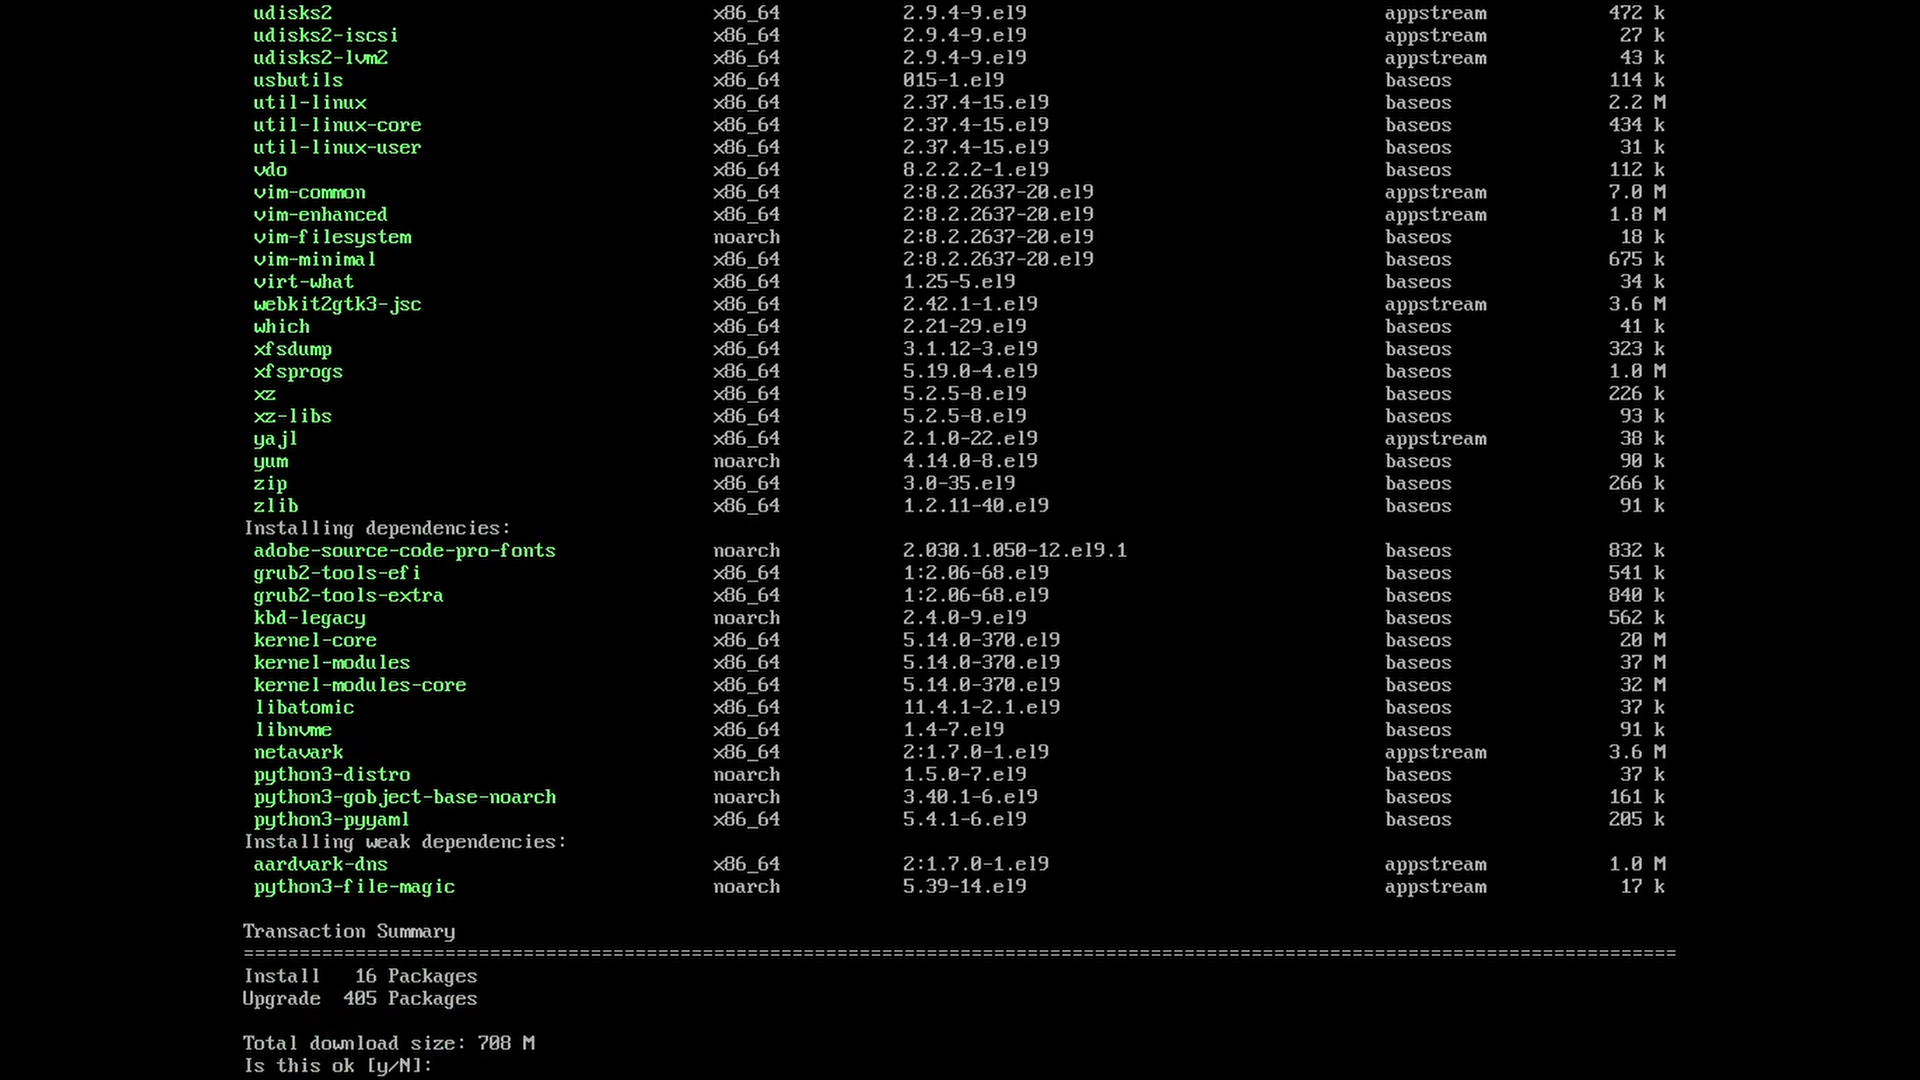 udisks2 x86_64 2.9.4-9.el9 appstream 472 k
udisks2-iscsi x86_64 2.9.4-9.el9 appstream 27 k
udisks2-lvm2 x86_64 2.9.4-9.el9 appstream 43 k
usbutils x86_64 015-1.el9 baseos 114 k
util-linux x86_64 2.37.4-15.el9 baseos 2.2 M
util-linux-core x86_64 2.37.4-15.el9 baseos 434 k
util-linux-user x86_64 2.37.4-15.el9 baseos 31 k
vdo x86_64 8.2.2.2-1.el9 baseos 112 k
vim-common x86_64 2:8.2.2637-20.el9 appstream 7.0 M
vim-enhanced x86_64 2:8.2.2637-20.el9 appstream 1.8 M
vim-filesystem noarch 2:8.2.2637-20.el9 baseos 18 k
vim-minimal x86_64 2:8.2.2637-20.el9 baseos 675 k
virt-what x86_64 1.25-5.el9 baseos 34 k
webkit2gtk3-jsc x86_64 2.42.1-1.el9 appstream 3.6 M
which x86_64 2.21-29.el9 baseos 41 k
xfsdump x86_64 3.1.12-3.el9 baseos 323 k
xfsprogs x86_64 5.19.0-4.el9 baseos 1.0 M
xz x86_64 5.2.5-8.el9 baseos 226 k
xz-libs x86_64 5.2.5-8.el9 baseos 93 k
yajl x86_64 2.1.0-22.el9 appstream 38 k
yum noarch 4.14.0-8.el9 baseos 90 k
zip x86_64 3.0-35.el9 baseos 266 k
zlib x86_64 1.2.11-40.el9 baseos 91 k
Installing dependencies:
adobe-source-code-pro-fonts noarch 2.030.1.050-12.el9.1 baseos 832 k
grub2-tools-efi x86_64 1:2.06-68.el9 baseos 541 k
grub2-tools-extra x86_64 1:2.06-68.el9 baseos 840 k
kbd-legacy noarch 2.4.0-9.el9 baseos 562 k
kernel-core x86_64 5.14.0-370.el9 baseos 20 M
kernel-modules x86_64 5.14.0-370.el9 baseos 37 M
kernel-modules-core x86_64 5.14.0-370.el9 baseos 32 M
libatomic x86_64 11.4.1-2.1.el9 baseos 37 k
libnvme x86_64 1.4-7.el9 baseos 91 k
netavark x86_64 2:1.7.0-1.el9 appstream 3.6 M
python3-distro noarch 1.5.0-7.el9 baseos 37 k
python3-gobject-base-noarch noarch 3.40.1-6.el9 baseos 161 k
python3-pyyaml x86_64 5.4.1-6.el9 baseos 205 k
Installing weak dependencies:
aardvark-dns x86_64 2:1.7.0-1.el9 appstream 1.0 M
python3-file-magic noarch 5.39-14.el9 appstream 17 k
Transaction Summary
================================================================================================================================
Install 16 Packages
Upgrade 405 Packages
Total download size: 708 M
Is this ok [y/N]: